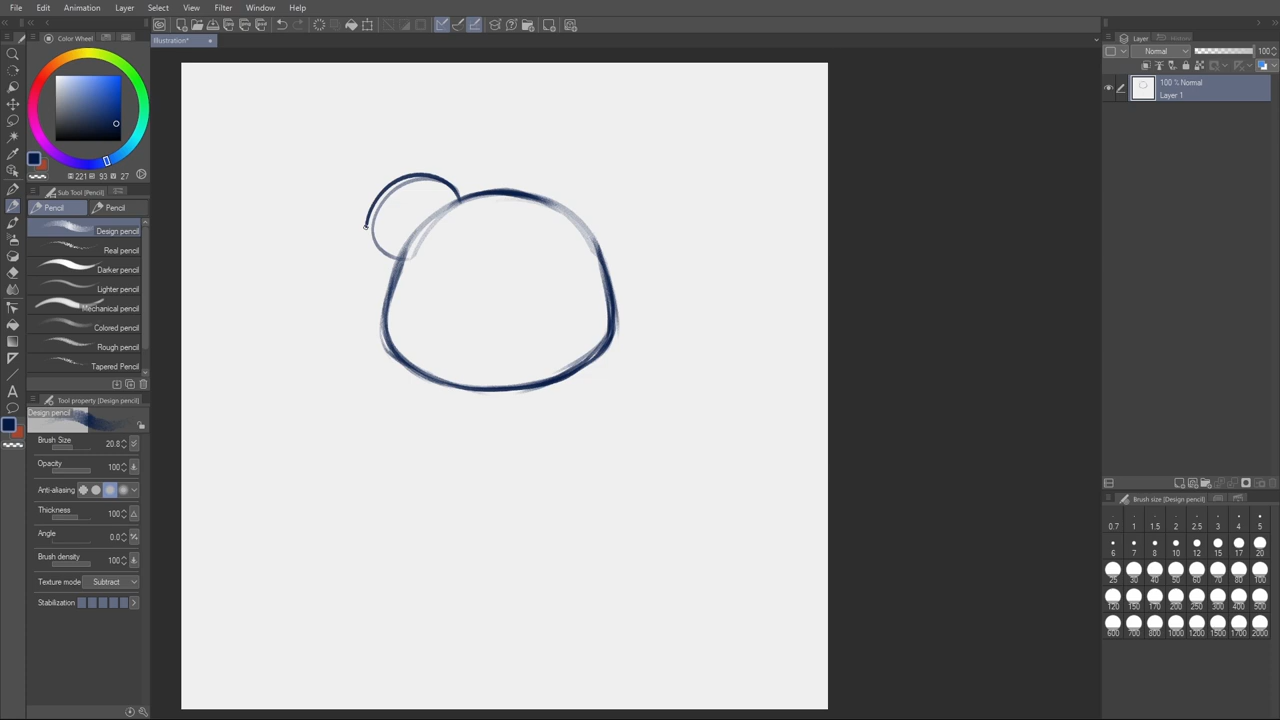 File Edit Animation Layer Select View Filter Window Help
Color Wheel
Illustration*
221 93 V 27
Sub Tool [Pencil]
Pencil Pencil
Design pencil
Real pencil
Darker pencil
Lighter pencil
Mechanical pencil
Colored pencil
Rough pencil
Tapered Pencil
Tool property [Design pencil]
Design pencil
Brush Size 20.8
Opacity 100
Anti-aliasing
Thickness 100
Angle 0.0
Brush density 100
Texture mode Subtract
Stabilization
Layer History
Normal 100
100 % Normal
Layer 1
Brush size [Design pencil]
0.7 1 1.5 2 2.5 3 4 5
6 7 8 10 12 15 17 20
25 30 40 50 60 70 80 100
120 150 170 200 250 300 400 500
600 700 800 1000 1200 1500 1700 2000
A